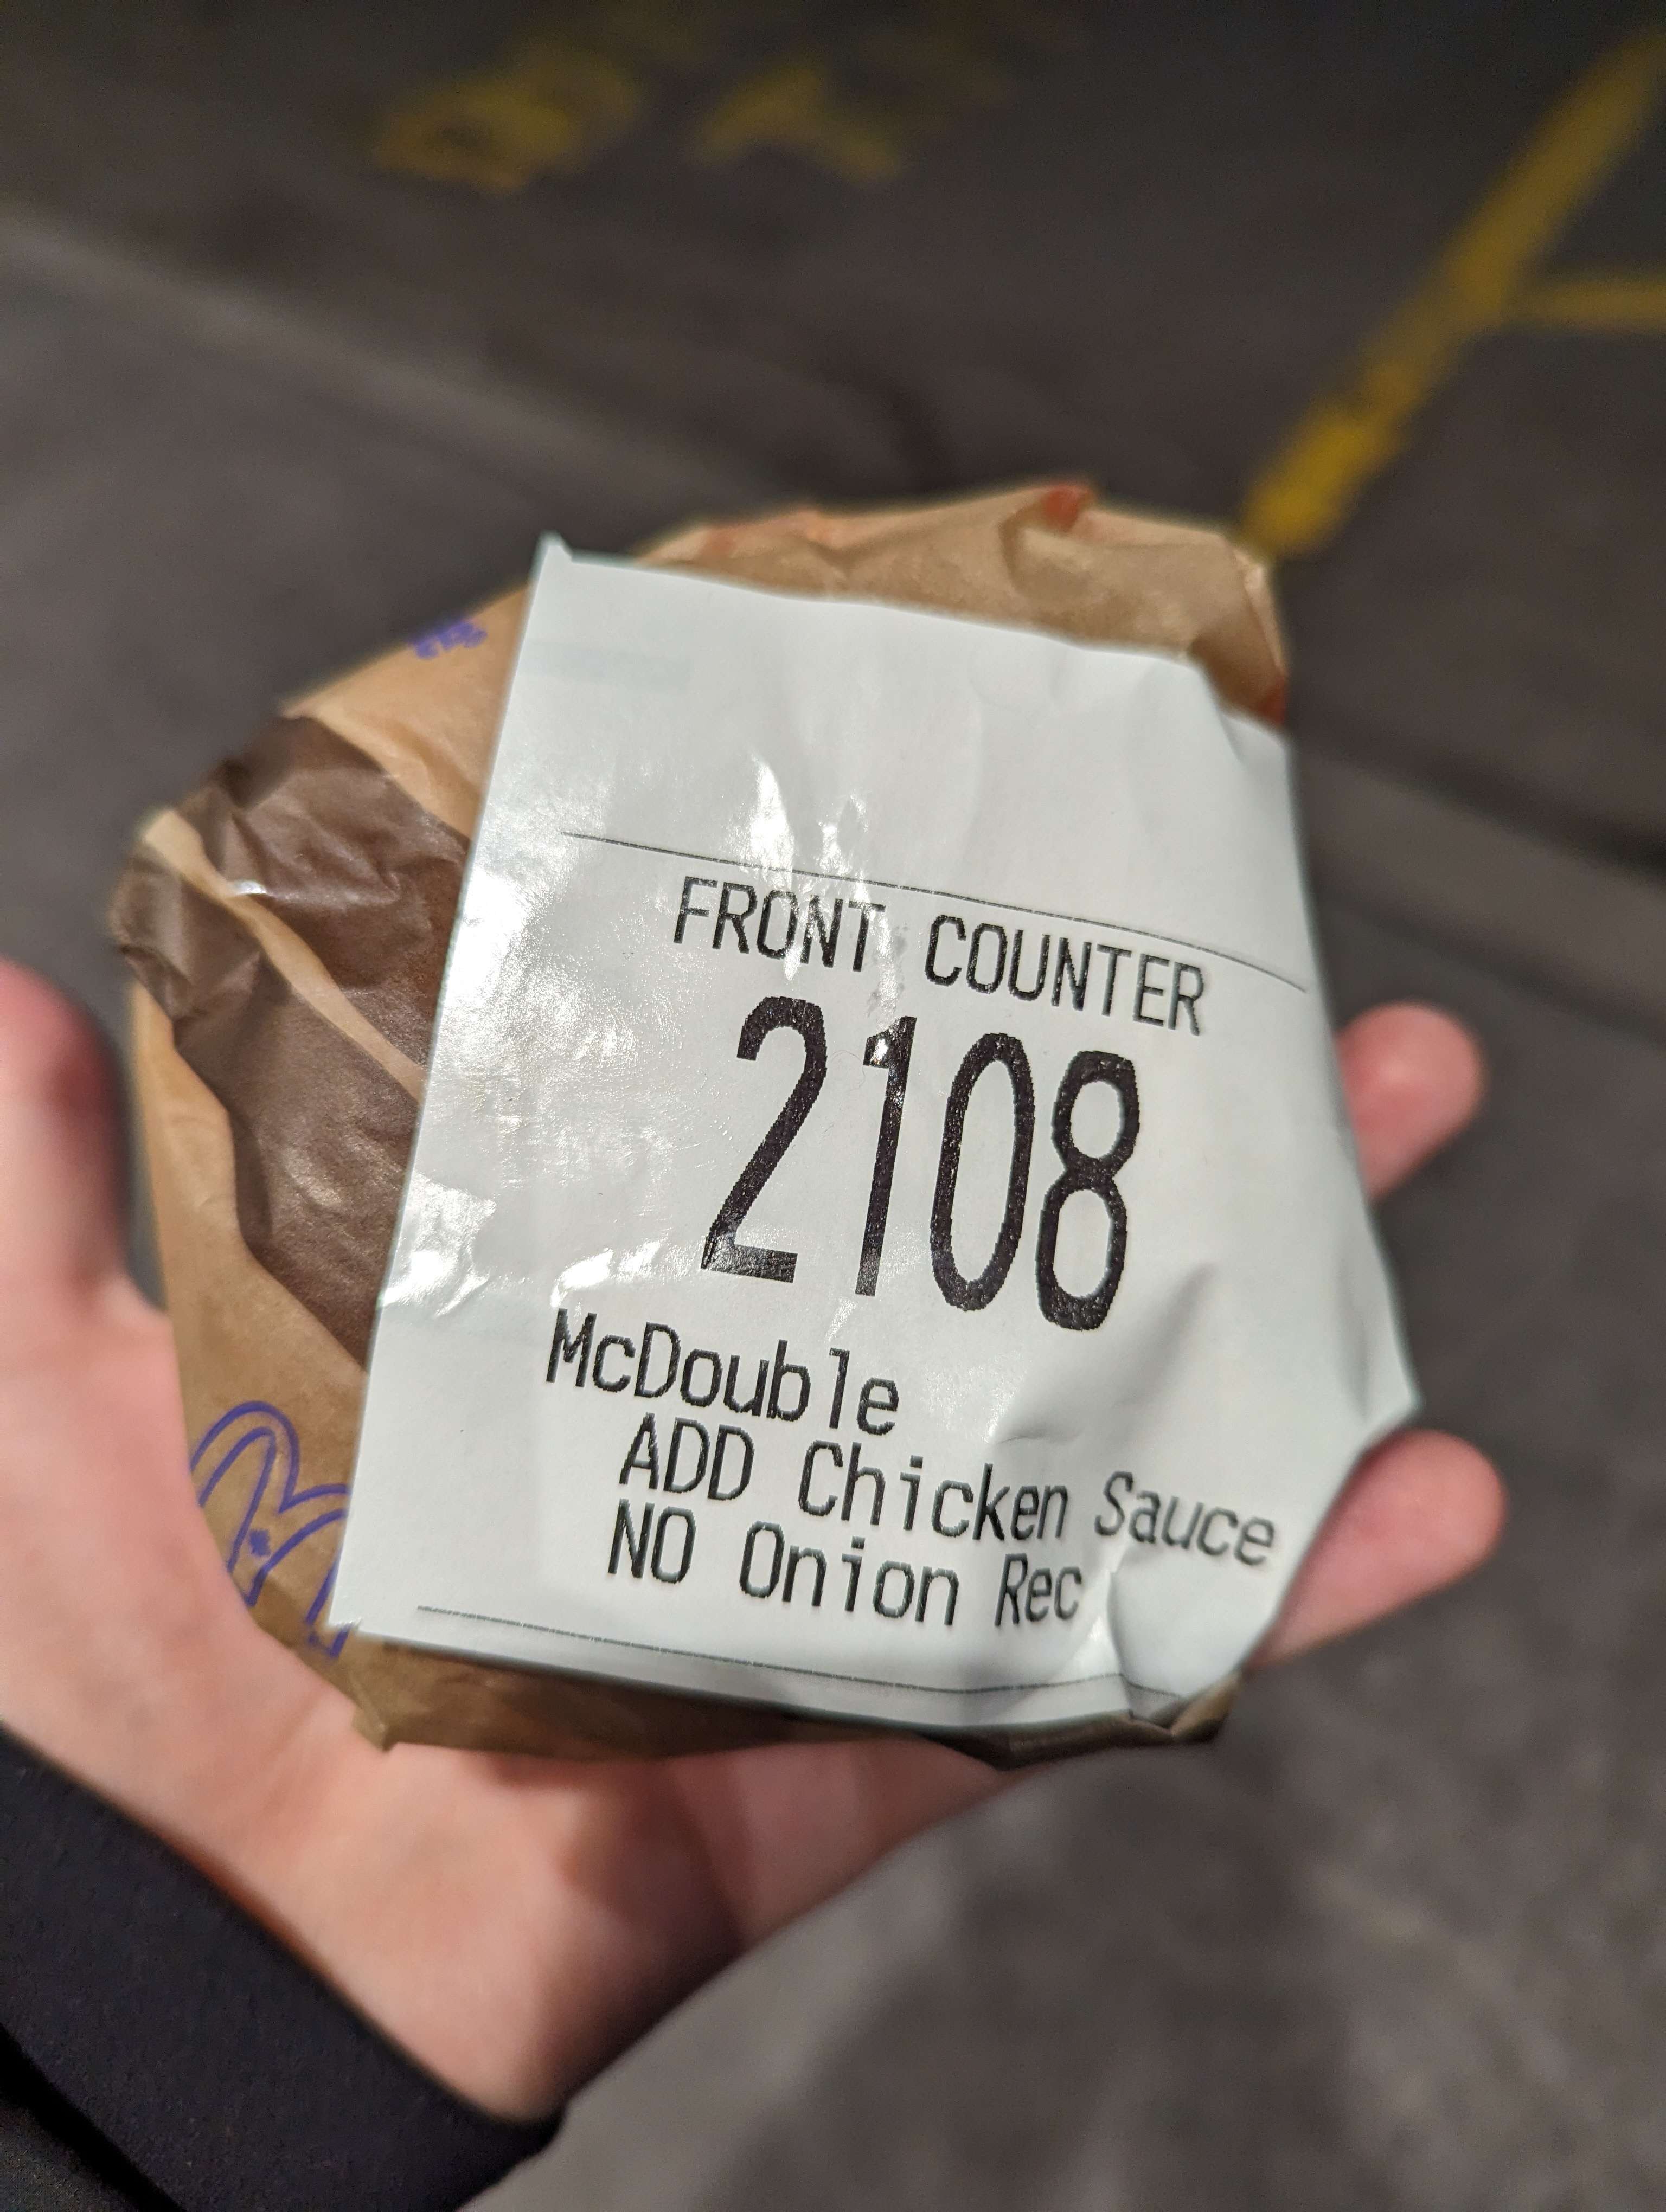 FRONT COUNTER
2108
McDouble
ADD Chicken Sauce
NO Onion Rec